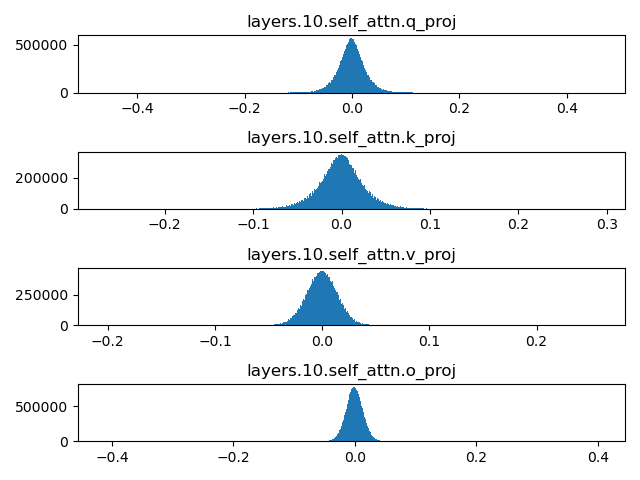 layers.10.self_attn.q_proj
500000
0
−0.4 −0.2 0.0 0.2 0.4
layers.10.self_attn.k_proj
200000
0
−0.2 −0.1 0.0 0.1 0.2 0.3
layers.10.self_attn.v_proj
250000
0
−0.2 −0.1 0.0 0.1 0.2
layers.10.self_attn.o_proj
500000
0
−0.4 −0.2 0.0 0.2 0.4